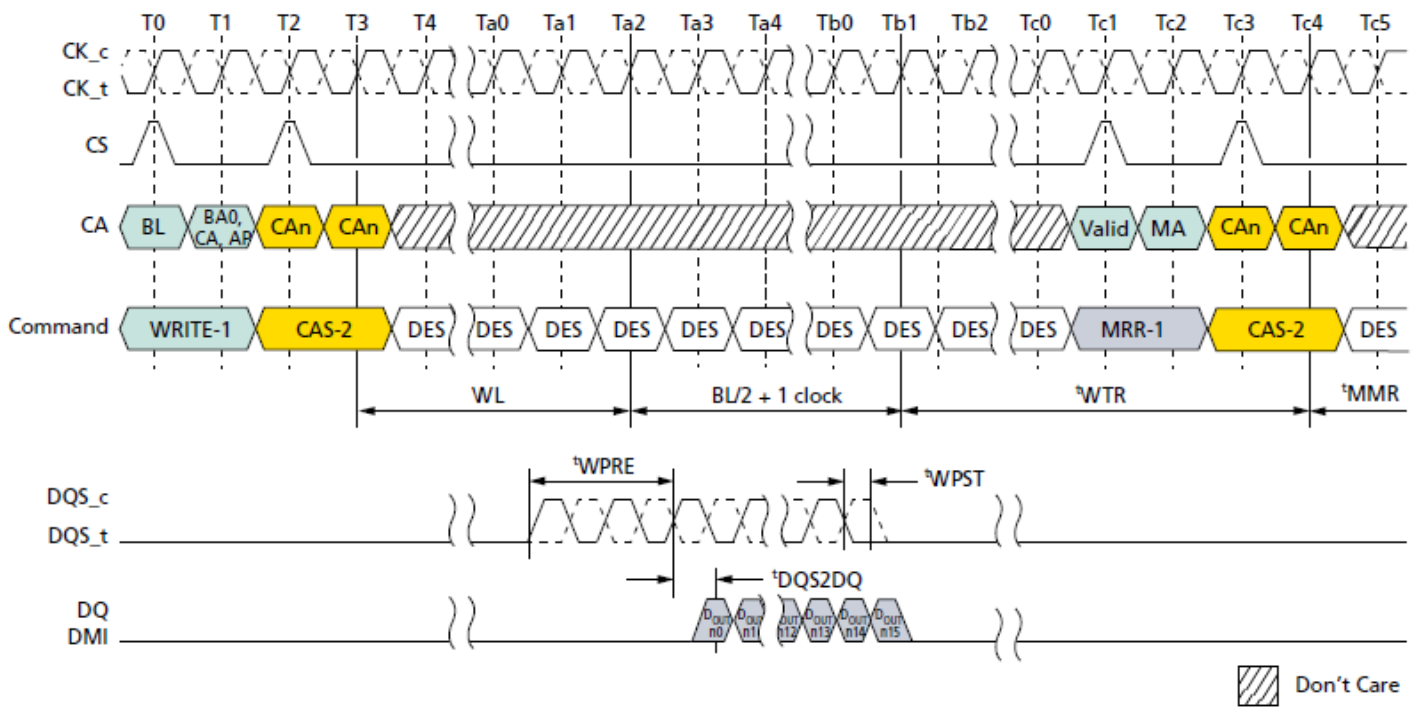 T0 T1 T2 T3 T4 Ta0 Ta1 Ta2 Ta3 Ta4 Tb0 Tb1 Tb2 Tc0 Tc1 Tc2 Tc3 Tc4 Tc5
CK_c
CK_t
CS
CA BL BA0, CA, AP CAn CAn Valid MA CAn CAn
Command WRITE-1 CAS-2 DES DES DES DES DES DES DES DES DES DES MRR-1 CAS-2 DES
WL BL/2 + 1 clock tWTR tMMR
tWPRE
tWPST
DQS_c
DQS_t
tDQS2DQ
DQ DOUT n0 DOUT n1 DOUT n12 DOUT n13 DOUT n14 DOUT n15
DMI
Don't Care